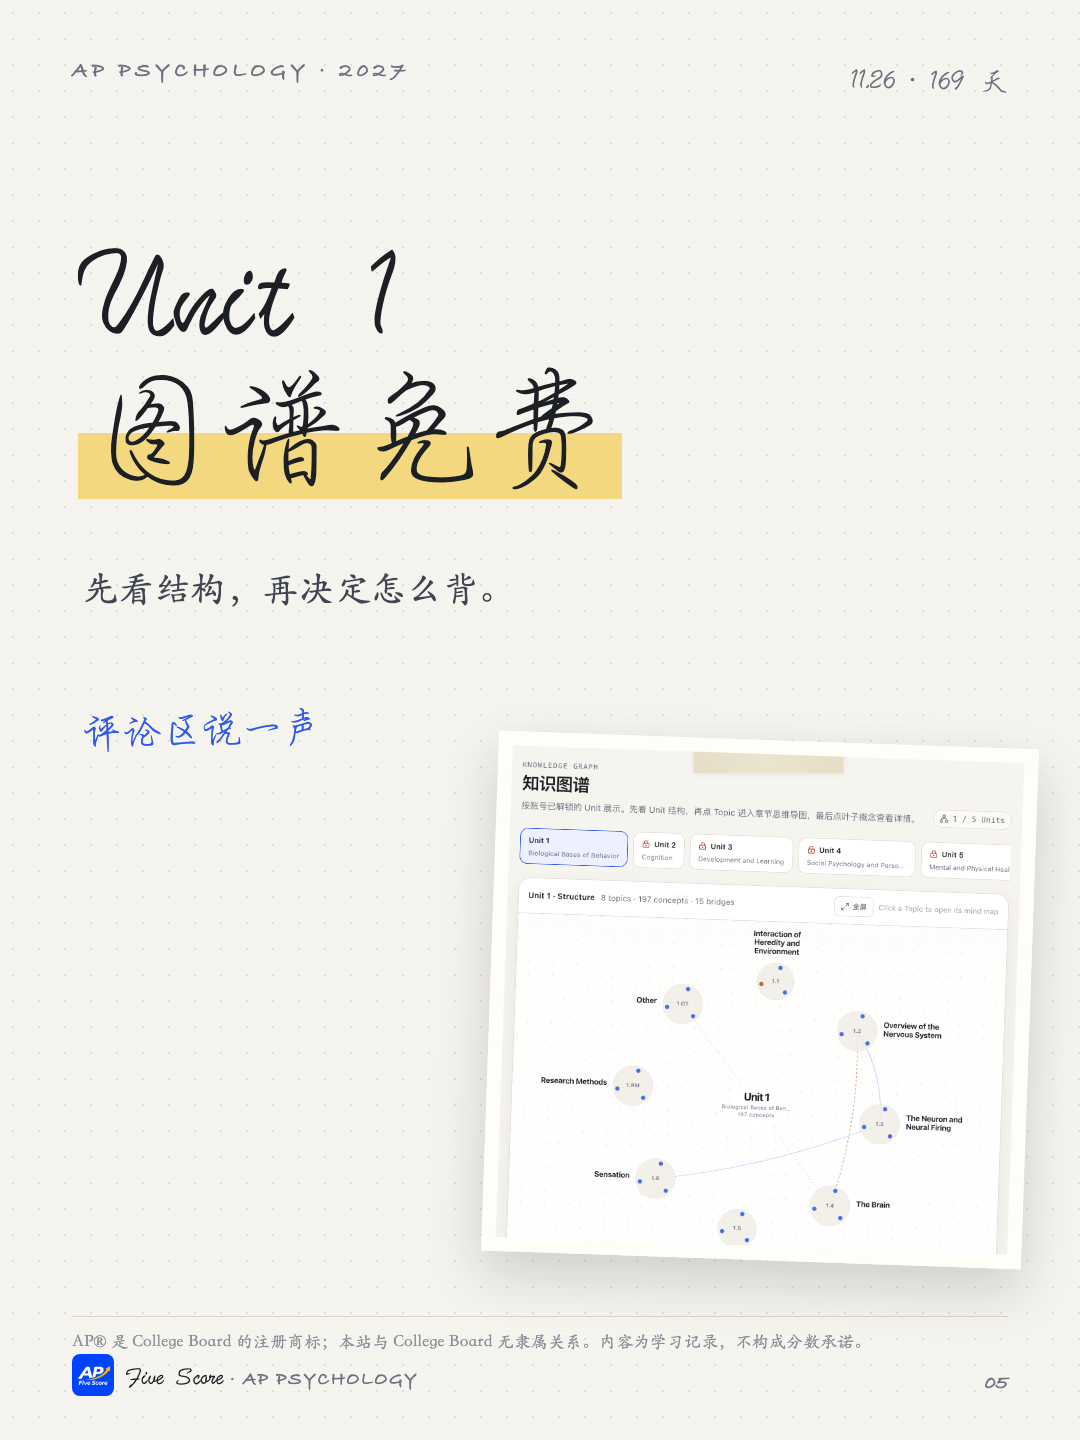 AP PSYCHOLOGY · 2027
11.26 · 169 天
Unit 1
图谱免费
先看结构，再决定怎么背。
评论区说一声
KNOWLEDGE GRAPH
知识图谱
按账号已解锁的 Unit 展示。先看 Unit 结构，再点 Topic 进入章节思维导图，最后点叶子概念查看详情。
1 / 5 Units
Unit 1
Biological Bases of Behavior
Unit 2
Cognition
Unit 3
Development and Learning
Unit 4
Social Psychology and Perso...
Unit 5
Mental and Physical Heal
Unit 1 · Structure 8 topics · 197 concepts · 15 bridges
全屏
Click a Topic to open its mind map
Interaction of
Heredity and
Environment
1.1
Other
1.OT
1.2
Overview of the
Nervous System
Research Methods
1.RM
Unit 1
Biological Bases of Beh...
197 concepts
1.3
The Neuron and
Neural Firing
Sensation
1.6
1.4
The Brain
1.5
AP® 是 College Board 的注册商标；本站与 College Board 无隶属关系。内容为学习记录，不构成分数承诺。
AP
Five Score
Five Score · AP PSYCHOLOGY
05